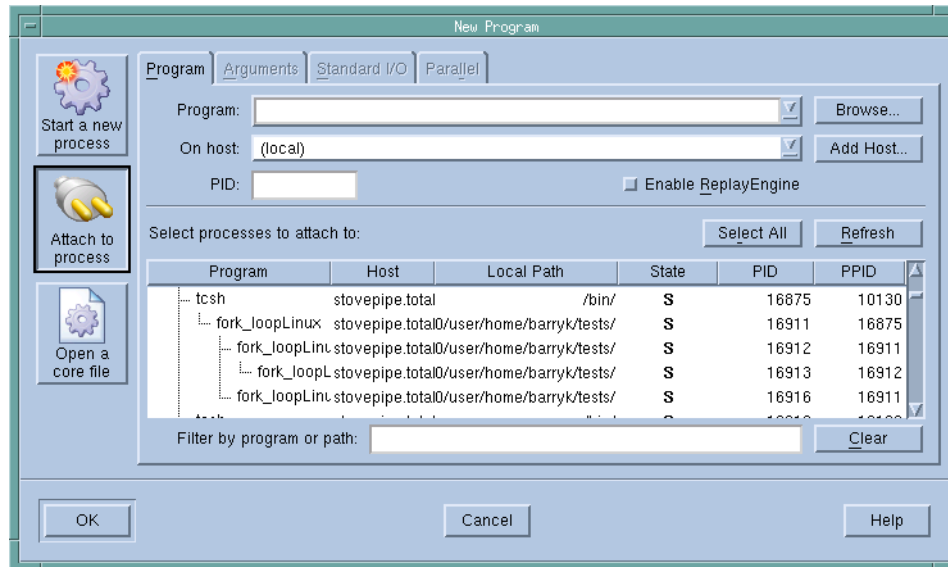 New Program
Start a new process
Attach to process
Open a core file
Program Arguments Standard I/O Parallel
Program: Browse...
On host: (local) Add Host...
PID: Enable ReplayEngine
Select processes to attach to: Select All Refresh
Program Host Local Path State PID PPID
tcsh stovepipe.total /bin/ S 16875 10130
fork_loopLinux stovepipe.total0/user/home/barryk/tests/ S 16911 16875
fork_loopLinu stovepipe.total0/user/home/barryk/tests/ S 16912 16911
fork_loopL stovepipe.total0/user/home/barryk/tests/ S 16913 16912
fork_loopLinu stovepipe.total0/user/home/barryk/tests/ S 16916 16911
Filter by program or path: Clear
OK Cancel Help